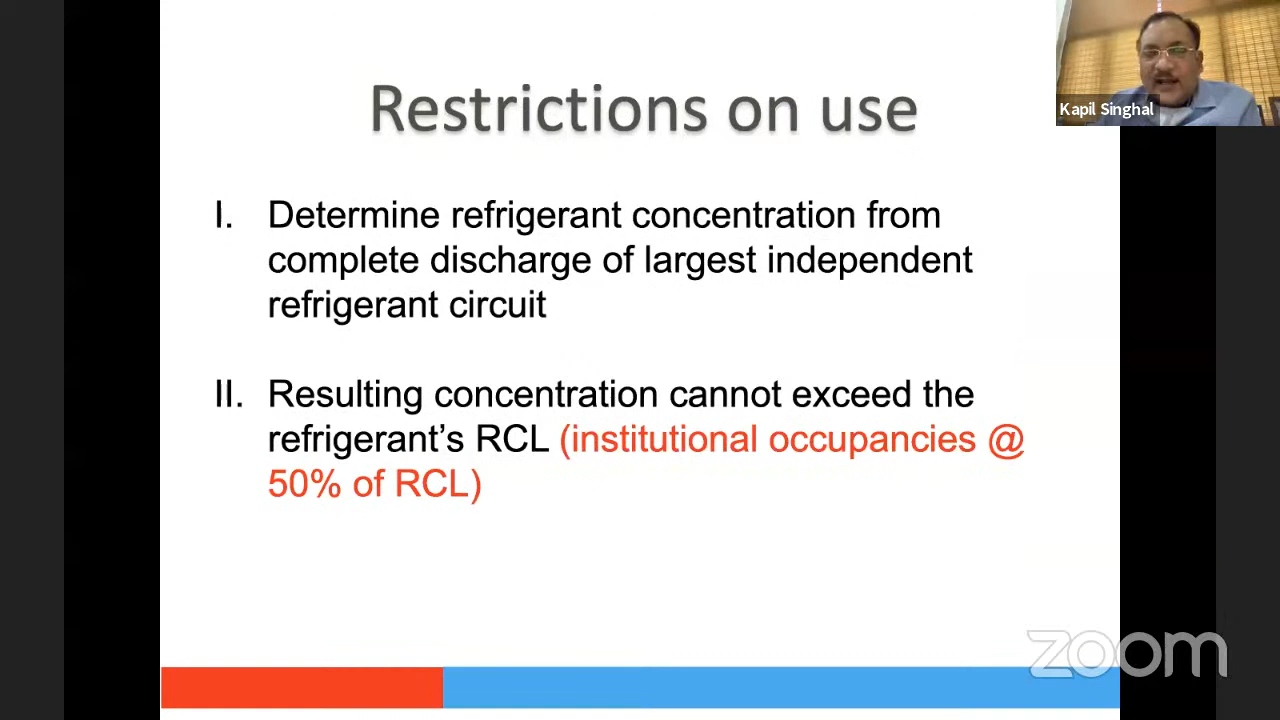 Restrictions on use
Kapil Singhal
I. Determine refrigerant concentration from
complete discharge of largest independent
refrigerant circuit
II. Resulting concentration cannot exceed the
refrigerant’s RCL (institutional occupancies @
50% of RCL)
zoom